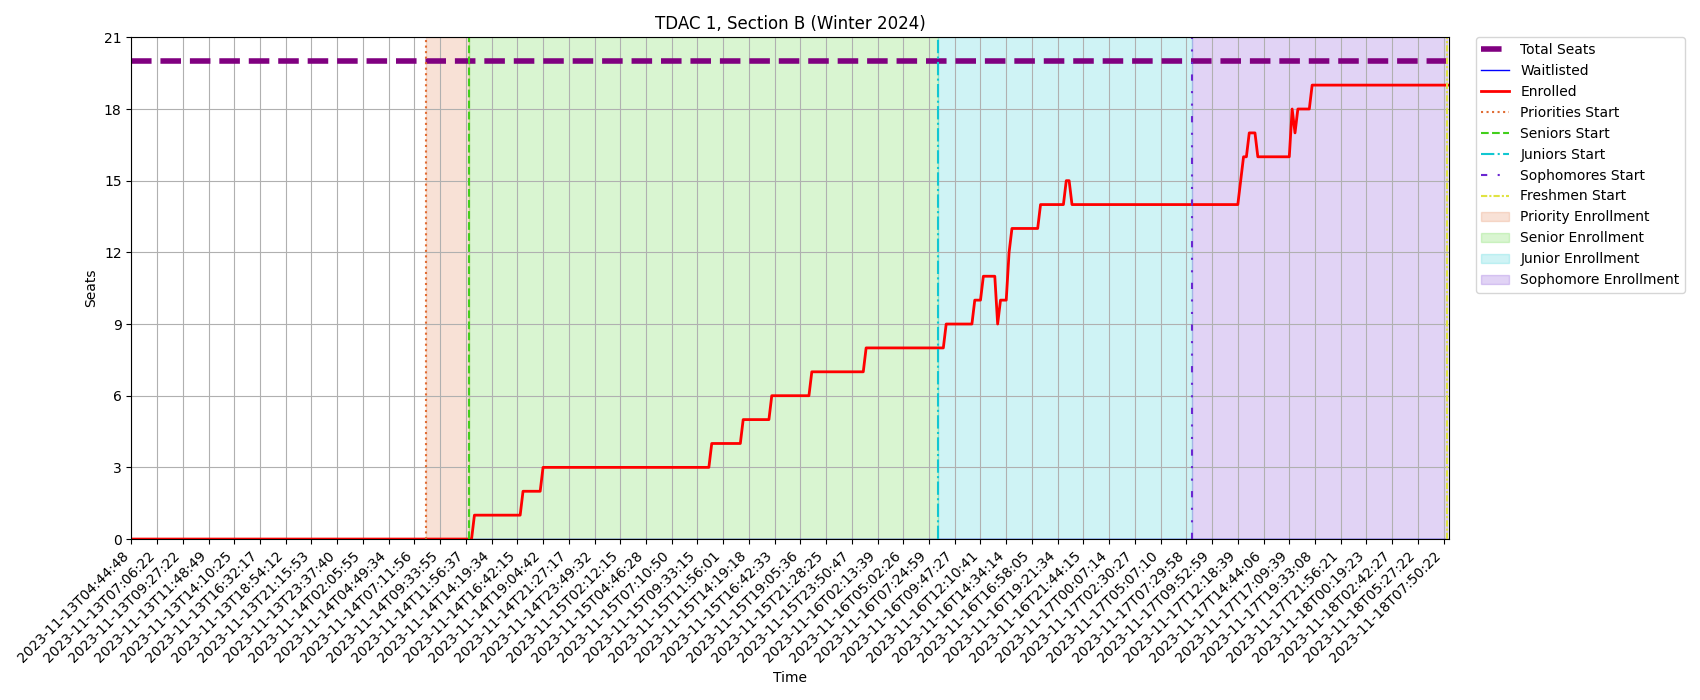 TDAC 1, Section B (Winter 2024)
21
18
15
12
9
6
3
0
Seats
Total Seats
Waitlisted
Enrolled
Priorities Start
Seniors Start
Juniors Start
Sophomores Start
Freshmen Start
Priority Enrollment
Senior Enrollment
Junior Enrollment
Sophomore Enrollment
2023-11-13T04:44:48
2023-11-13T07:06:22
2023-11-13T09:27:22
2023-11-13T11:48:49
2023-11-13T14:10:25
2023-11-13T16:32:17
2023-11-13T18:54:12
2023-11-13T21:15:53
2023-11-13T23:37:40
2023-11-14T02:05:55
2023-11-14T04:49:34
2023-11-14T07:11:56
2023-11-14T09:33:55
2023-11-14T11:56:37
2023-11-14T14:19:34
2023-11-14T16:42:15
2023-11-14T19:04:42
2023-11-14T21:27:17
2023-11-14T23:49:32
2023-11-15T02:12:15
2023-11-15T04:46:28
2023-11-15T07:10:50
2023-11-15T09:33:15
2023-11-15T11:56:01
2023-11-15T14:19:18
2023-11-15T16:42:33
2023-11-15T19:05:36
2023-11-15T21:28:25
2023-11-15T23:50:47
2023-11-16T02:13:39
2023-11-16T05:02:26
2023-11-16T07:24:59
2023-11-16T09:47:27
2023-11-16T12:10:41
2023-11-16T14:34:14
2023-11-16T16:58:05
2023-11-16T19:21:34
2023-11-16T21:44:15
2023-11-17T00:07:14
2023-11-17T02:30:27
2023-11-17T05:07:10
2023-11-17T07:29:58
2023-11-17T09:52:59
2023-11-17T12:18:39
2023-11-17T14:44:06
2023-11-17T17:09:39
2023-11-17T19:33:08
2023-11-17T21:56:21
2023-11-18T00:19:23
2023-11-18T02:42:27
2023-11-18T05:27:22
2023-11-18T07:50:22
Time